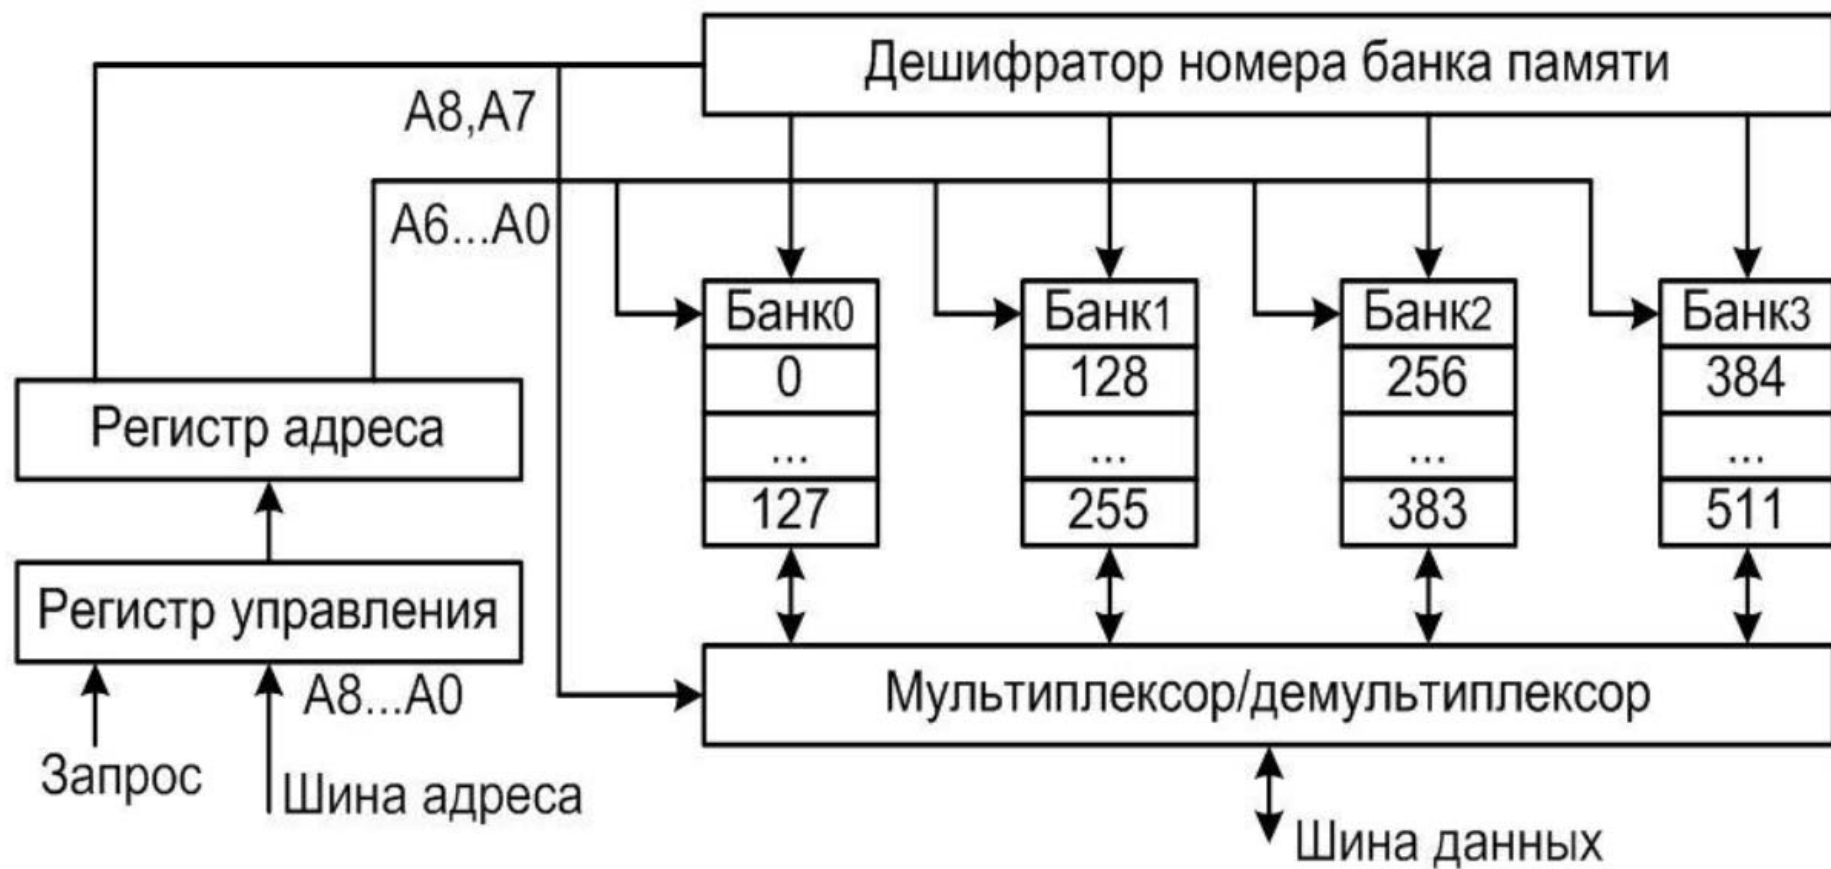 Дешифратор номера банка памяти
A8,A7
A6...A0
Банк0
Банк1
Банк2
Банк3
0
128
256
384
...
...
...
...
127
255
383
511
Регистр адреса
Регистр управления
A8...A0
Запрос
Шина адреса
Мультиплексор/демультиплексор
Шина данных